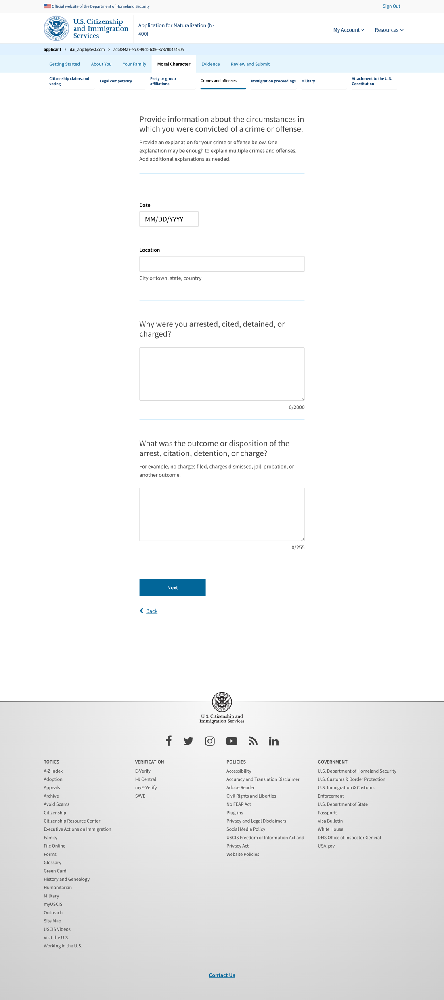 Official website of the Department of Homeland Security
Sign Out
U.S. Citizenship
and Immigration
Services
Application for Naturalization (N-
400)
My Account
Resources
applicant > dai_app1@test.com > ada844a7-efc8-49cb-b3f6-37370b4a460a
Getting Started
About You
Your Family
Moral Character
Evidence
Review and Submit
Citizenship claims and
voting
Legal competency
Party or group
affiliations
Crimes and offenses
Immigration proceedings
Military
Attachment to the U.S.
Constitution
Provide information about the circumstances in
which you were convicted of a crime or offense.
Provide an explanation for your crime or offense below. One
explanation may be enough to explain multiple crimes and offenses.
Add additional explanations as needed.
Date
MM/DD/YYYY
Location
City or town, state, country
Why were you arrested, cited, detained, or
charged?
0/2000
What was the outcome or disposition of the
arrest, citation, detention, or charge?
For example, no charges filed, charges dismissed, jail, probation, or
another outcome.
0/255
Next
Back
U.S. Citizenship and
Immigration Services
TOPICS
A-Z Index
Adoption
Appeals
Archive
Avoid Scams
Citizenship
Citizenship Resource Center
Executive Actions on Immigration
Family
File Online
Forms
Glossary
Green Card
History and Genealogy
Humanitarian
Military
myUSCIS
Outreach
Site Map
USCIS Videos
Visit the U.S.
Working in the U.S.
VERIFICATION
E-Verify
I-9 Central
myE-Verify
SAVE
POLICIES
Accessibility
Accuracy and Translation Disclaimer
Adobe Reader
Civil Rights and Liberties
No FEAR Act
Plug-ins
Privacy and Legal Disclaimers
Social Media Policy
USCIS Freedom of Information Act and
Privacy Act
Website Policies
GOVERNMENT
U.S. Department of Homeland Security
U.S. Customs & Border Protection
U.S. Immigration & Customs
Enforcement
U.S. Department of State
Passports
Visa Bulletin
White House
DHS Office of Inspector General
USA.gov
Contact Us